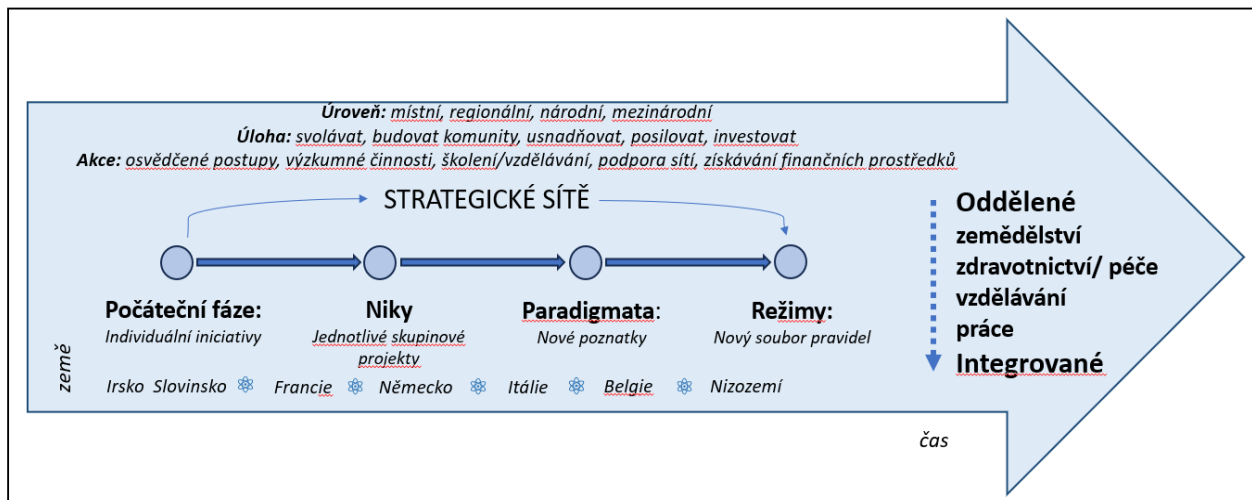 Úroveň: místní, regionální, národní, mezinárodní
Úloha: svolávat, budovat komunity, usnadňovat, posilovat, investovat
Akce: osvědčené postupy, výzkumné činnosti, školení/vzdělávání, podpora sítí, získávání finančních prostředků
STRATEGICKÉ SÍTĚ
Počáteční fáze:
Individuální iniciativy
Niky
Jednotlivé skupinové
projekty
Paradigmata:
Nové poznatky
Režimy:
Nový soubor pravidel
Oddělené
zemědělství
zdravotnictví/ péče
vzdělávání
práce
Integrované
země
Irsko Slovinsko Francie Německo Itálie Belgie Nizozemí
čas